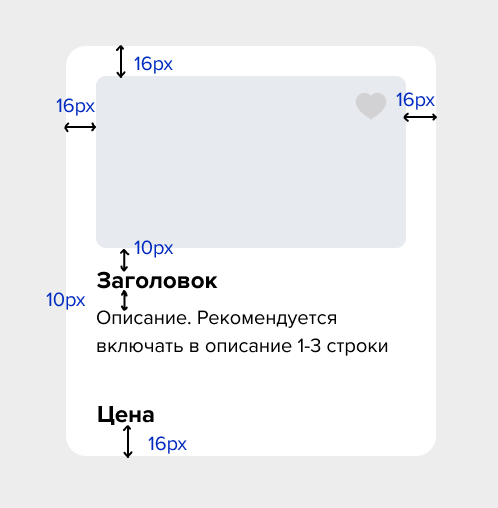 16px
16px
16px
10px
Заголовок
10px
Описание. Рекомендуется
включать в описание 1-3 строки
Цена
16px